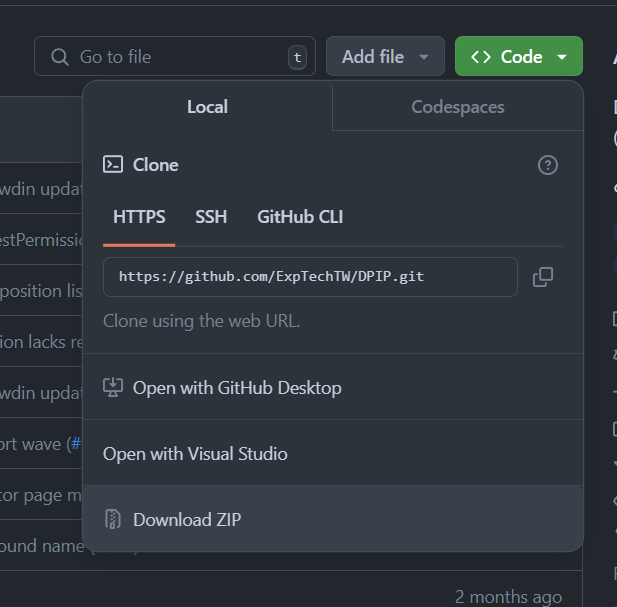 Go to file
t
Add file
Code
Local
Codespaces
Clone
HTTPS
SSH
GitHub CLI
https://github.com/ExpTechTW/DPIP.git
Clone using the web URL.
Open with GitHub Desktop
Open with Visual Studio
Download ZIP
wdin updat
estPermissio
position lis
ion lacks re
wdin updat
ort wave (#
tor page m
ound name (
2 months ago